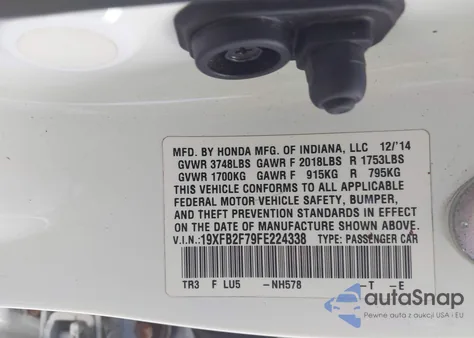 MFD. BY HONDA MFG. OF INDIANA, LLC 12/'14
GVWR 3748LBS GAWR F 2018LBS R 1753LBS
GVWR 1700KG GAWR F 915KG R 795KG
THIS VEHICLE CONFORMS TO ALL APPLICABLE
FEDERAL MOTOR VEHICLE SAFETY, BUMPER,
AND THEFT PREVENTION STANDARDS IN EFFECT
ON THE DATE OF MANUFACTURE SHOWN ABOVE.
V.I.N.:19XFB2F79FE224338 TYPE: PASSENGER CAR
TR3 F LU5 -NH578 -T -E
autoSnap
Pewne auta z aukcji USA i EU